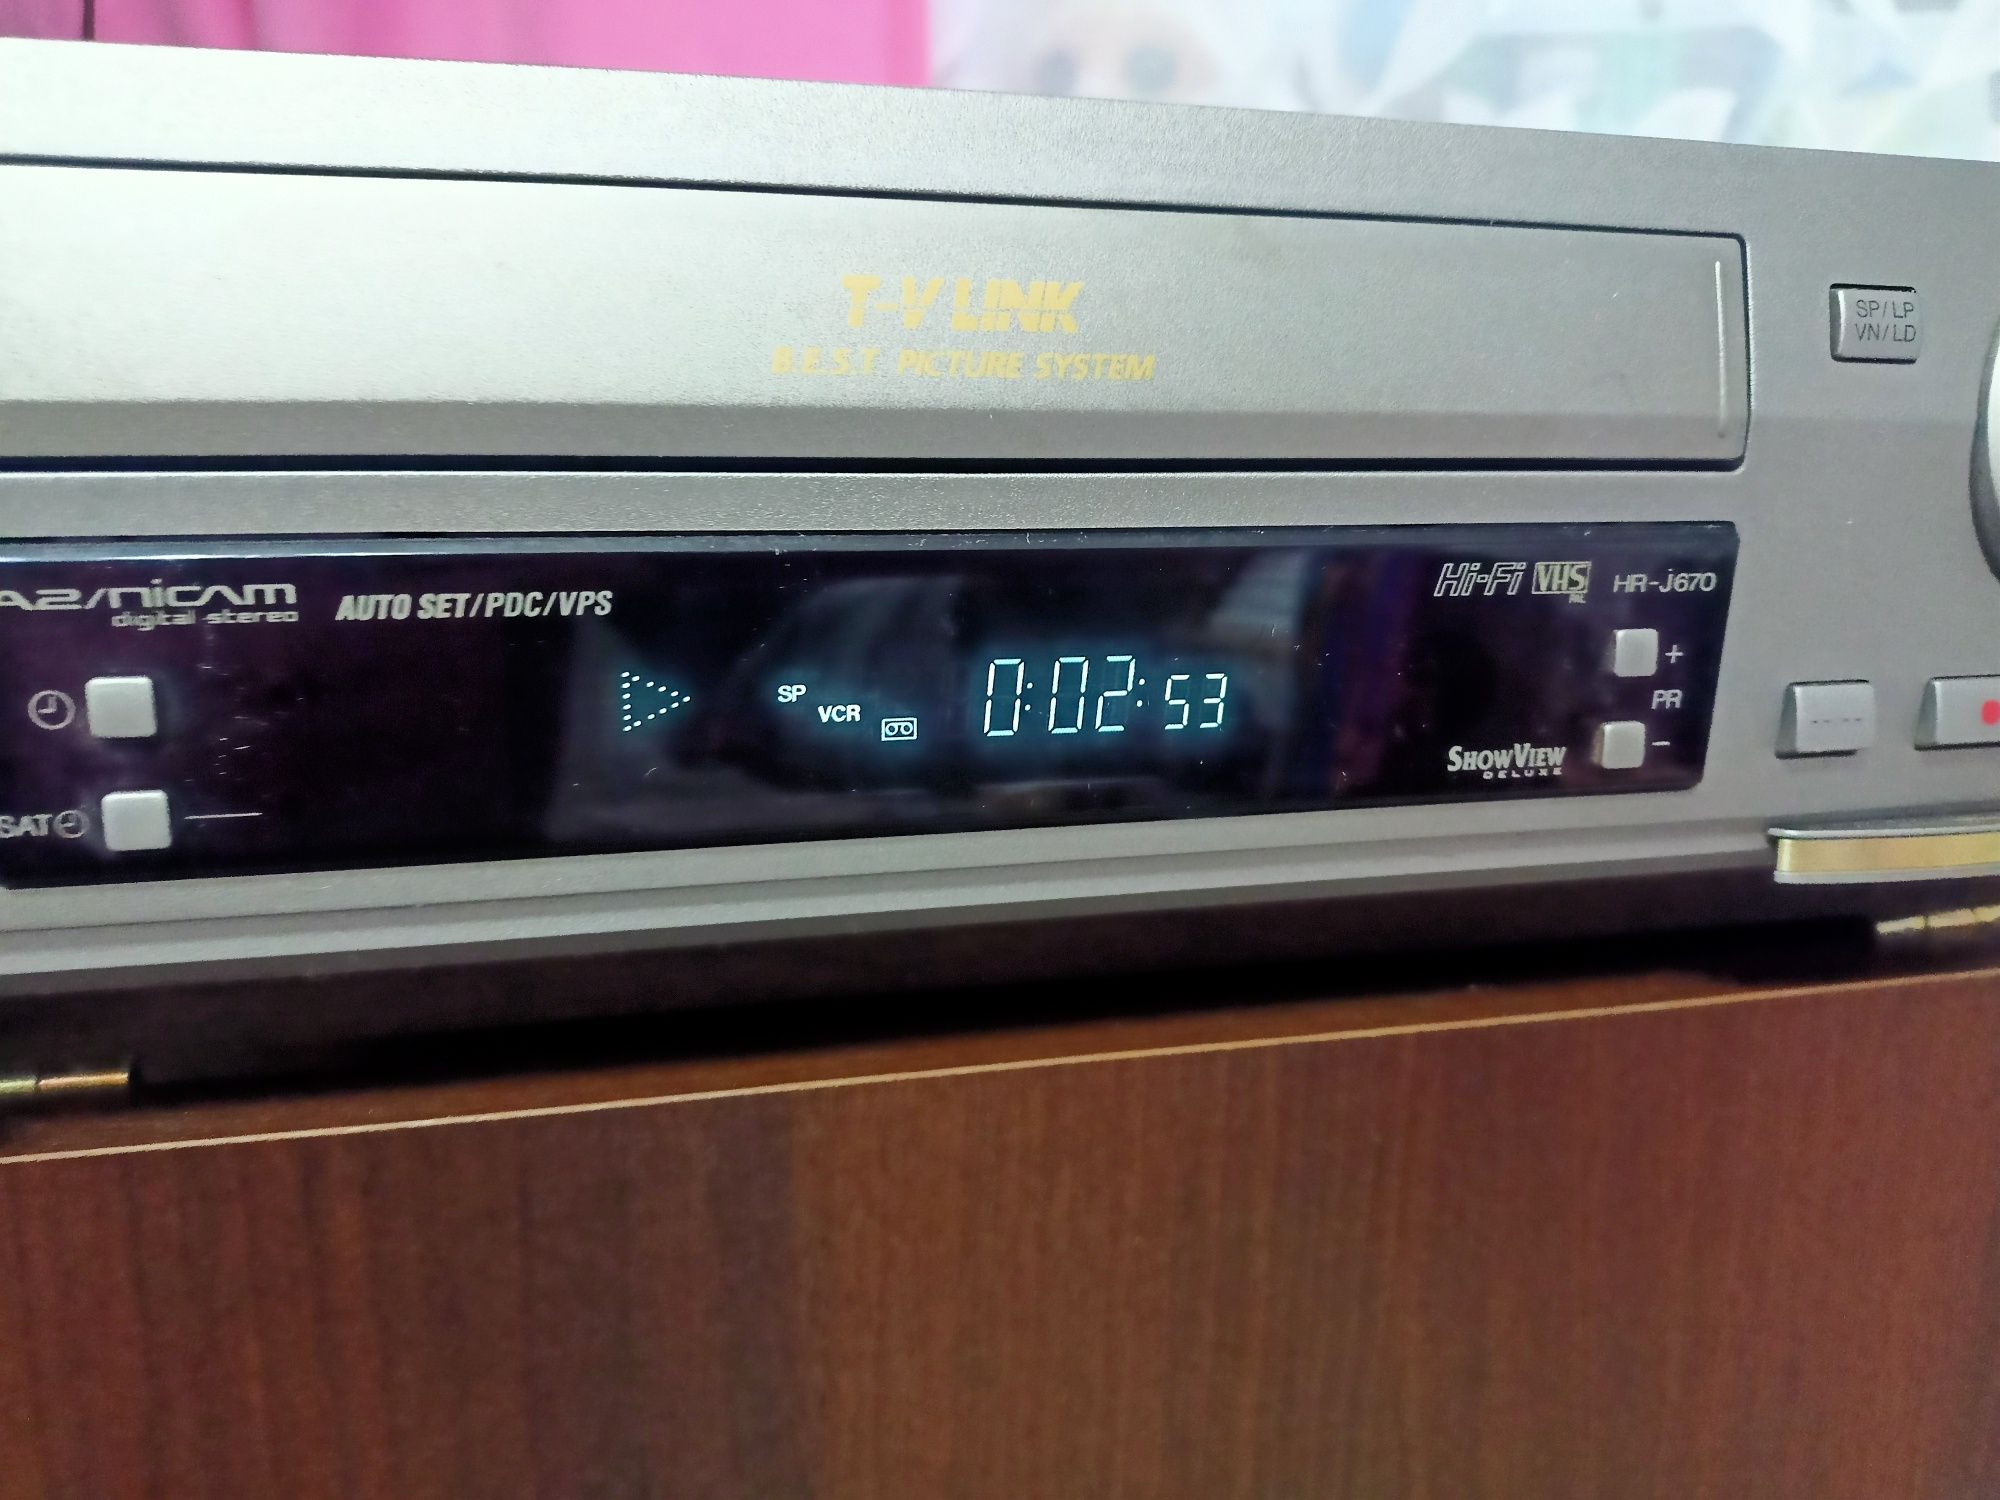 T-V LINK
B.E.S.T. PICTURE SYSTEM
SP/LP
VN/LD
A2/nicam
digital stereo
AUTO SET/PDC/VPS
Hi-Fi VHS
PAL
HR-J670
SP
VCR
0:02:53
+
PR
-
SHOWVIEW
DELUXE
SAT
-- --